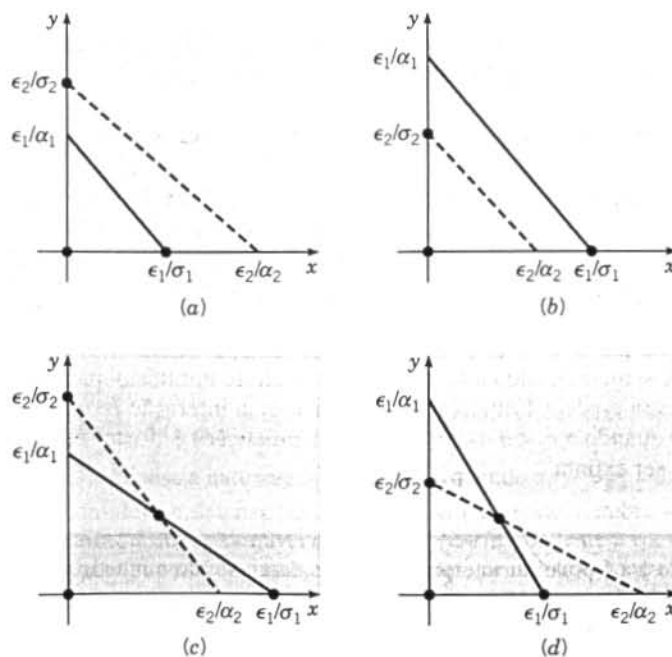 y
ϵ₂/σ₂
ϵ₁/α₁
ϵ₁/σ₁ ϵ₂/α₂ x
(a)
y
ϵ₁/α₁
ϵ₂/σ₂
ϵ₂/α₂ ϵ₁/σ₁ x
(b)
y
ϵ₂/σ₂
ϵ₁/α₁
ϵ₂/α₂ ϵ₁/σ₁ x
(c)
y
ϵ₁/α₁
ϵ₂/σ₂
ϵ₁/σ₁ ϵ₂/α₂ x
(d)